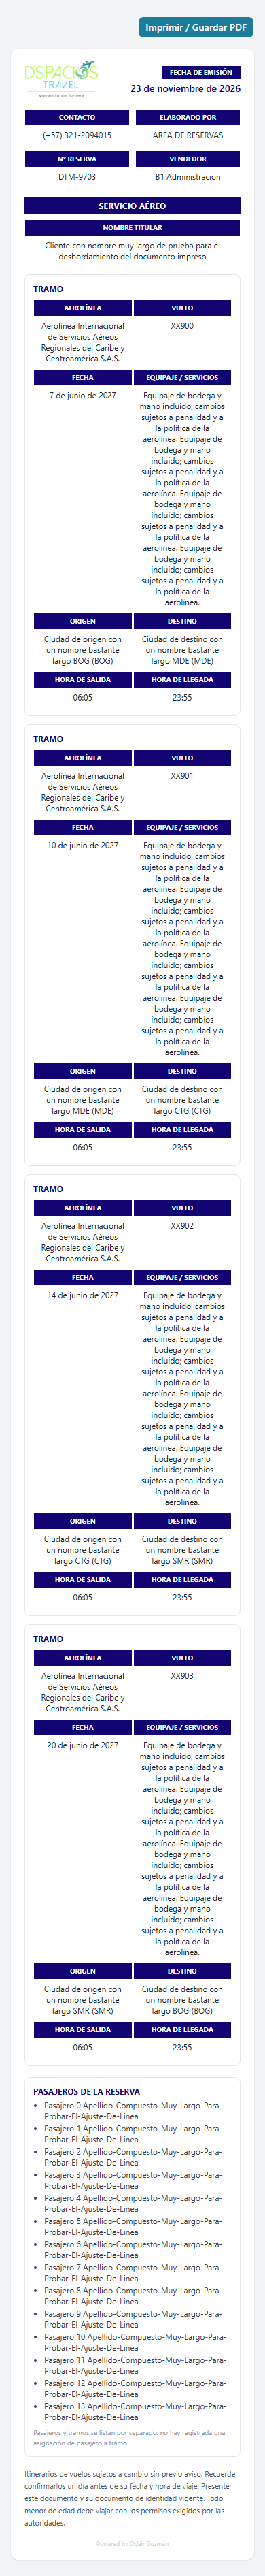 Imprimir / Guardar PDF
D'SPACIOS
TRAVEL
mayorista de turismo
FECHA DE EMISIÓN
23 de noviembre de 2026
CONTACTO
ELABORADO POR
(+57) 321-2094015
ÁREA DE RESERVAS
Nº RESERVA
VENDEDOR
DTM-9703
B1 Administracion
SERVICIO AÉREO
NOMBRE TITULAR
Cliente con nombre muy largo de prueba para el
desbordamiento del documento impreso
TRAMO
AEROLÍNEA
VUELO
Aerolínea Internacional
de Servicios Aéreos
Regionales del Caribe y
Centroamérica S.A.S.
XX900
FECHA
EQUIPAJE / SERVICIOS
7 de junio de 2027
Equipaje de bodega y
mano incluido; cambios
sujetos a penalidad y a
la política de la
aerolínea. Equipaje de
bodega y mano
incluido; cambios
sujetos a penalidad y a
la política de la
aerolínea. Equipaje de
bodega y mano
incluido; cambios
sujetos a penalidad y a
la política de la
aerolínea. Equipaje de
bodega y mano
incluido; cambios
sujetos a penalidad y a
la política de la
aerolínea.
ORIGEN
DESTINO
Ciudad de origen con
un nombre bastante
largo BOG (BOG)
Ciudad de destino con
un nombre bastante
largo MDE (MDE)
HORA DE SALIDA
HORA DE LLEGADA
06:05
23:55
TRAMO
AEROLÍNEA
VUELO
Aerolínea Internacional
de Servicios Aéreos
Regionales del Caribe y
Centroamérica S.A.S.
XX901
FECHA
EQUIPAJE / SERVICIOS
10 de junio de 2027
Equipaje de bodega y
mano incluido; cambios
sujetos a penalidad y a
la política de la
aerolínea. Equipaje de
bodega y mano
incluido; cambios
sujetos a penalidad y a
la política de la
aerolínea. Equipaje de
bodega y mano
incluido; cambios
sujetos a penalidad y a
la política de la
aerolínea. Equipaje de
bodega y mano
incluido; cambios
sujetos a penalidad y a
la política de la
aerolínea.
ORIGEN
DESTINO
Ciudad de origen con
un nombre bastante
largo MDE (MDE)
Ciudad de destino con
un nombre bastante
largo CTG (CTG)
HORA DE SALIDA
HORA DE LLEGADA
06:05
23:55
TRAMO
AEROLÍNEA
VUELO
Aerolínea Internacional
de Servicios Aéreos
Regionales del Caribe y
Centroamérica S.A.S.
XX902
FECHA
EQUIPAJE / SERVICIOS
14 de junio de 2027
Equipaje de bodega y
mano incluido; cambios
sujetos a penalidad y a
la política de la
aerolínea. Equipaje de
bodega y mano
incluido; cambios
sujetos a penalidad y a
la política de la
aerolínea. Equipaje de
bodega y mano
incluido; cambios
sujetos a penalidad y a
la política de la
aerolínea. Equipaje de
bodega y mano
incluido; cambios
sujetos a penalidad y a
la política de la
aerolínea.
ORIGEN
DESTINO
Ciudad de origen con
un nombre bastante
largo CTG (CTG)
Ciudad de destino con
un nombre bastante
largo SMR (SMR)
HORA DE SALIDA
HORA DE LLEGADA
06:05
23:55
TRAMO
AEROLÍNEA
VUELO
Aerolínea Internacional
de Servicios Aéreos
Regionales del Caribe y
Centroamérica S.A.S.
XX903
FECHA
EQUIPAJE / SERVICIOS
20 de junio de 2027
Equipaje de bodega y
mano incluido; cambios
sujetos a penalidad y a
la política de la
aerolínea. Equipaje de
bodega y mano
incluido; cambios
sujetos a penalidad y a
la política de la
aerolínea. Equipaje de
bodega y mano
incluido; cambios
sujetos a penalidad y a
la política de la
aerolínea. Equipaje de
bodega y mano
incluido; cambios
sujetos a penalidad y a
la política de la
aerolínea.
ORIGEN
DESTINO
Ciudad de origen con
un nombre bastante
largo SMR (SMR)
Ciudad de destino con
un nombre bastante
largo BOG (BOG)
HORA DE SALIDA
HORA DE LLEGADA
06:05
23:55
PASAJEROS DE LA RESERVA
• Pasajero 0 Apellido-Compuesto-Muy-Largo-Para-
Probar-El-Ajuste-De-Linea
• Pasajero 1 Apellido-Compuesto-Muy-Largo-Para-
Probar-El-Ajuste-De-Linea
• Pasajero 2 Apellido-Compuesto-Muy-Largo-Para-
Probar-El-Ajuste-De-Linea
• Pasajero 3 Apellido-Compuesto-Muy-Largo-Para-
Probar-El-Ajuste-De-Linea
• Pasajero 4 Apellido-Compuesto-Muy-Largo-Para-
Probar-El-Ajuste-De-Linea
• Pasajero 5 Apellido-Compuesto-Muy-Largo-Para-
Probar-El-Ajuste-De-Linea
• Pasajero 6 Apellido-Compuesto-Muy-Largo-Para-
Probar-El-Ajuste-De-Linea
• Pasajero 7 Apellido-Compuesto-Muy-Largo-Para-
Probar-El-Ajuste-De-Linea
• Pasajero 8 Apellido-Compuesto-Muy-Largo-Para-
Probar-El-Ajuste-De-Linea
• Pasajero 9 Apellido-Compuesto-Muy-Largo-Para-
Probar-El-Ajuste-De-Linea
• Pasajero 10 Apellido-Compuesto-Muy-Largo-Para-
Probar-El-Ajuste-De-Linea
• Pasajero 11 Apellido-Compuesto-Muy-Largo-Para-
Probar-El-Ajuste-De-Linea
• Pasajero 12 Apellido-Compuesto-Muy-Largo-Para-
Probar-El-Ajuste-De-Linea
• Pasajero 13 Apellido-Compuesto-Muy-Largo-Para-
Probar-El-Ajuste-De-Linea
Pasajeros y tramos se listan por separado: no hay registrada una
asignación de pasajero a tramo.
Itinerarios de vuelos sujetos a cambio sin previo aviso. Recuerde
confirmarlos un día antes de su fecha y hora de viaje. Presente
este documento y su documento de identidad vigente. Todo
menor de edad debe viajar con los permisos exigidos por las
autoridades.
Powered by Odair Guzmán